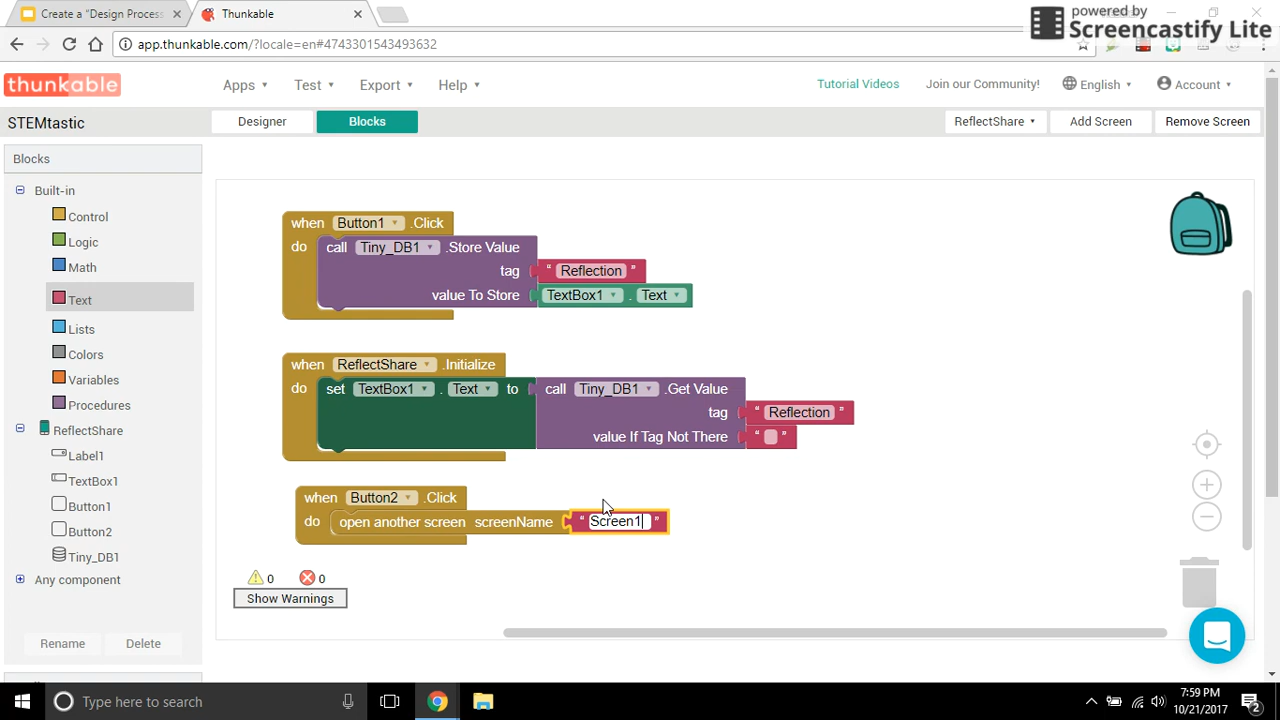 Create a "Design Process
Thunkable
powered by
Screencastify Lite
app.thunkable.com/?locale=en#4743301543493632
thunkable
Apps
Test
Export
Help
Tutorial Videos
Join our Community!
English
Account
STEMtastic
Designer
Blocks
ReflectShare
Add Screen
Remove Screen
Blocks
Built-in
Control
Logic
Math
Text
Lists
Colors
Variables
Procedures
ReflectShare
Label1
TextBox1
Button1
Button2
Tiny_DB1
Any component
Rename
Delete
when Button1 .Click
do call Tiny_DB1 .Store Value
tag " Reflection "
value To Store TextBox1 . Text
when ReflectShare .Initialize
do set TextBox1 . Text to call Tiny_DB1 .Get Value
tag " Reflection "
value If Tag Not There " "
when Button2 .Click
do open another screen screenName " Screen1 "
0 0
Show Warnings
Type here to search
7:59 PM
10/21/2017
2